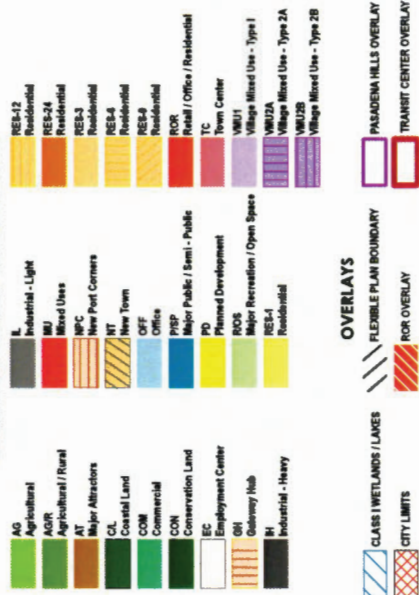 AG
Agricultural
AG/R
Agricultural / Rural
AT
Major Attractors
C/L
Coastal Land
COM
Commercial
CON
Conservation Land
EC
Employment Center
GH
Gateway Hub
IH
Industrial - Heavy
IL
Industrial - Light
MU
Mixed Uses
NPC
New Port Corners
NT
New Town
OFF
Office
P/SP
Major Public / Semi - Public
PD
Planned Development
R/OS
Major Recreation / Open Space
RES-1
Residential
RES-12
Residential
RES-24
Residential
RES-3
Residential
RES-6
Residential
RES-9
Residential
ROR
Retail / Office / Residential
TC
Town Center
VMU1
Village Mixed Use - Type I
VMU2A
Village Mixed Use - Type 2A
VMU2B
Village Mixed Use - Type 2B
OVERLAYS
CLASS I WETLANDS / LAKES
CITY LIMITS
FLEXIBLE PLAN BOUNDARY
ROR OVERLAY
PASADENA HILLS OVERLAY
TRANSIT CENTER OVERLAY